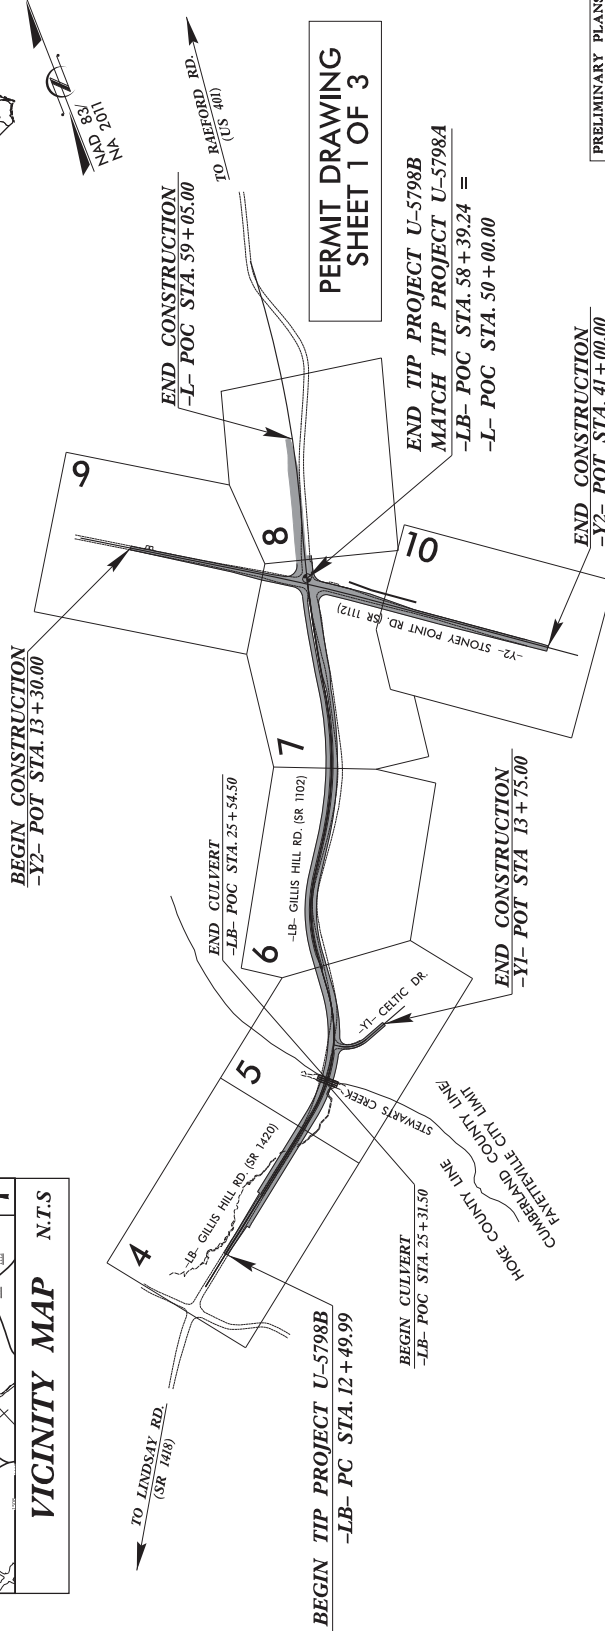 VICINITY MAP N.T.S
NAD 83/
NA 2011
TO RAEFORD RD.
(US 401)
PERMIT DRAWING
SHEET 1 OF 3
PRELIMINARY PLANS
END CONSTRUCTION
-L- POC STA. 59+05.00
END TIP PROJECT U-5798B
MATCH TIP PROJECT U-5798A
-LB- POC STA. 58+39.24 =
-L- POC STA. 50+00.00
END CONSTRUCTION
-Y2- POT STA. 41+00.00
9
8
10
-Y2- STONEY POINT RD. (SR 1112)
BEGIN CONSTRUCTION
-Y2- POT STA. 13+30.00
7
-LB- GILLIS HILL RD. (SR 1102)
6
END CULVERT
-LB- POC STA. 25+54.50
END CONSTRUCTION
-Y1- POT STA 13+75.00
-Y1- CELTIC DR.
5
STEWARTS CREEK
CUMBERLAND COUNTY LINE/
FAYETTEVILLE CITY LIMIT
HOKE COUNTY LINE
-LB- GILLIS HILL RD. (SR 1420)
4
BEGIN CULVERT
-LB- POC STA. 25+31.50
BEGIN TIP PROJECT U-5798B
-LB- PC STA. 12+49.99
TO LINDSAY RD.
(SR 1418)